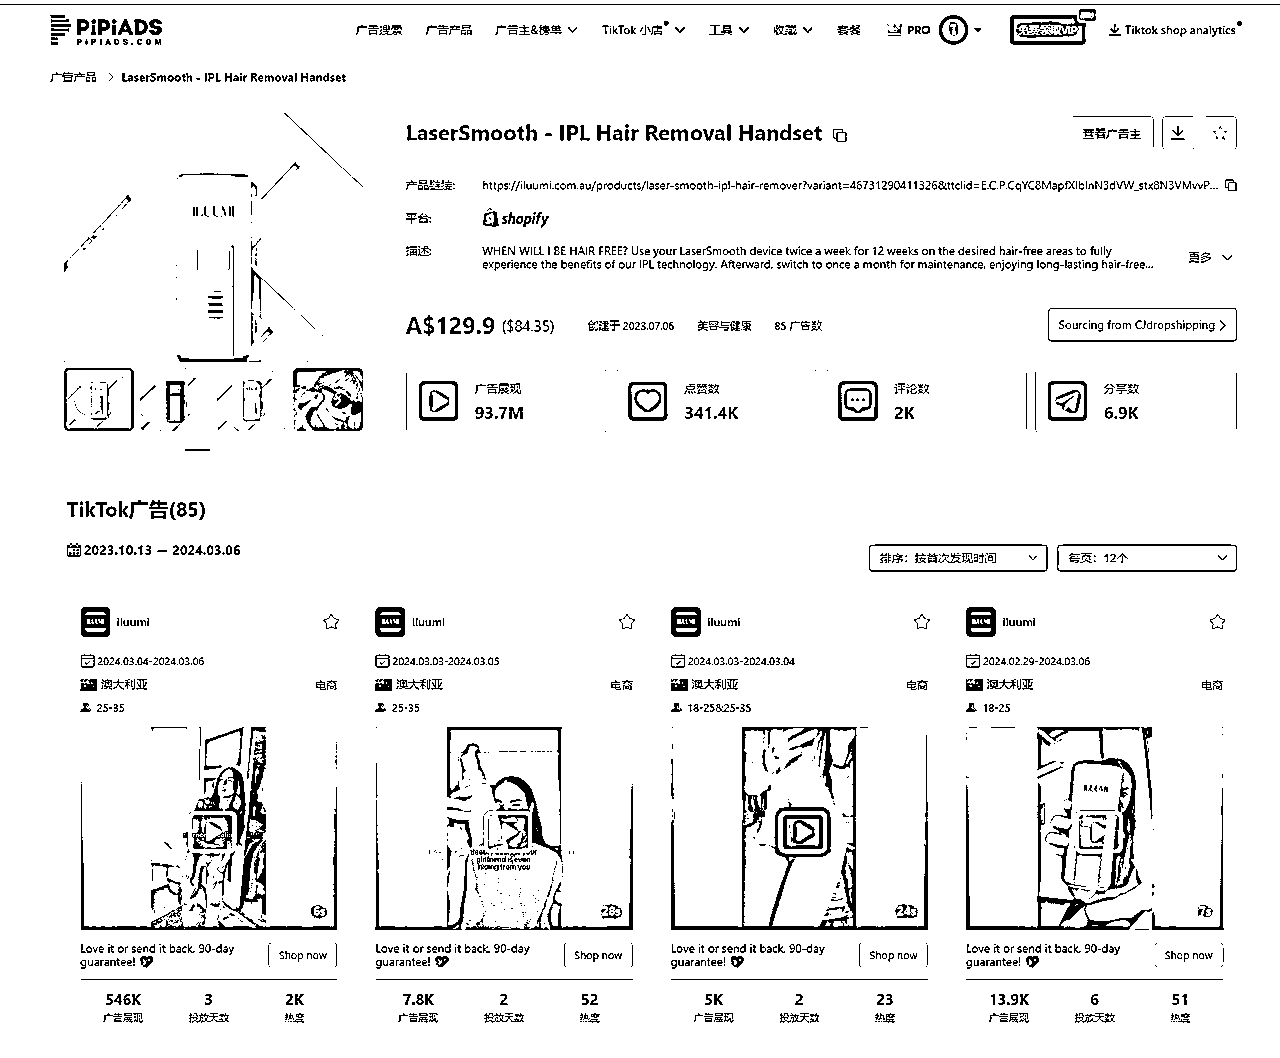 PiPiADS
PIPIADS.COM
广告搜索 广告产品 广告主&榜单 TikTok 小店 工具 收藏 套餐 PRO 免费领取VIP Tiktok shop analytics
广告产品 > LaserSmooth - IPL Hair Removal Handset
ILUUMI
LaserSmooth - IPL Hair Removal Handset
查看广告主
产品链接: https://iluumi.com.au/products/laser-smooth-ipl-hair-remover?variant=46731290411326&ttclid=E.C.P.
平台: shopify
描述: WHEN WILL I BE HAIR FREE? Use your LaserSmooth device twice a week for 12 weeks on the desired hair-free areas to fully
experience the benefits of our IPL technology. Afterward, switch to once a month for maintenance, enjoying long-lasting hair-free...
更多
A$129.9 ($84.35) 创建于 2023.07.06 美容与健康 85 广告数
Sourcing from CJdropshipping >
广告展现 点赞数 评论数 分享数
93.7M 341.4K 2K 6.9K
TikTok广告(85)
2023.10.13 — 2024.03.06
排序: 按首次发现时间 每页: 12个
iluumi iluumi iluumi iluumi
2024.03.04-2024.03.06 2024.03.03-2024.03.05 2024.03.03-2024.03.04 2024.02.29-2024.03.06
澳大利亚 电商 澳大利亚 电商 澳大利亚 电商 澳大利亚 电商
25-35 25-35 18-25&25-35 18-25
ILUUMI
girlfriend is even
hiding from you
Love it or send it back. 90-day
guarantee!
Shop now
Love it or send it back. 90-day
guarantee!
Shop now
Love it or send it back. 90-day
guarantee!
Shop now
Love it or send it back. 90-day
guarantee!
Shop now
546K 3 2K 7.8K 2 52 5K 2 23 13.9K 6 51
广告展现 投放天数 热度 广告展现 投放天数 热度 广告展现 投放天数 热度 广告展现 投放天数 热度